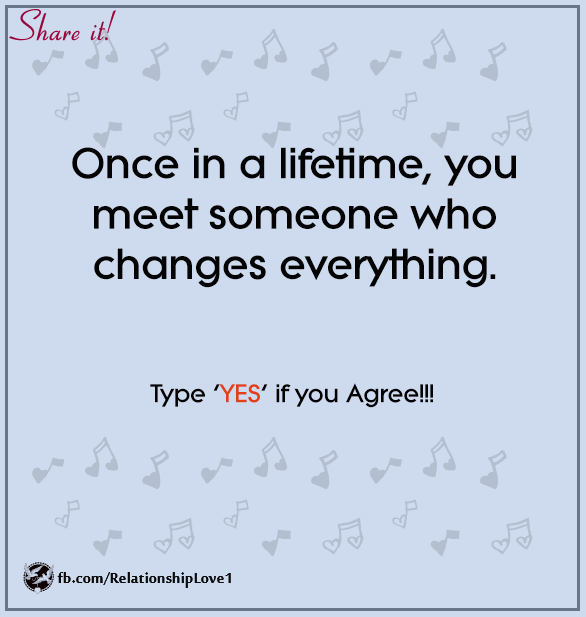 Share it!
Once in a lifetime, you
meet someone who
changes everything.
Type ‘YES‘ if you Agree!!!
fb.com/RelationshipLove1